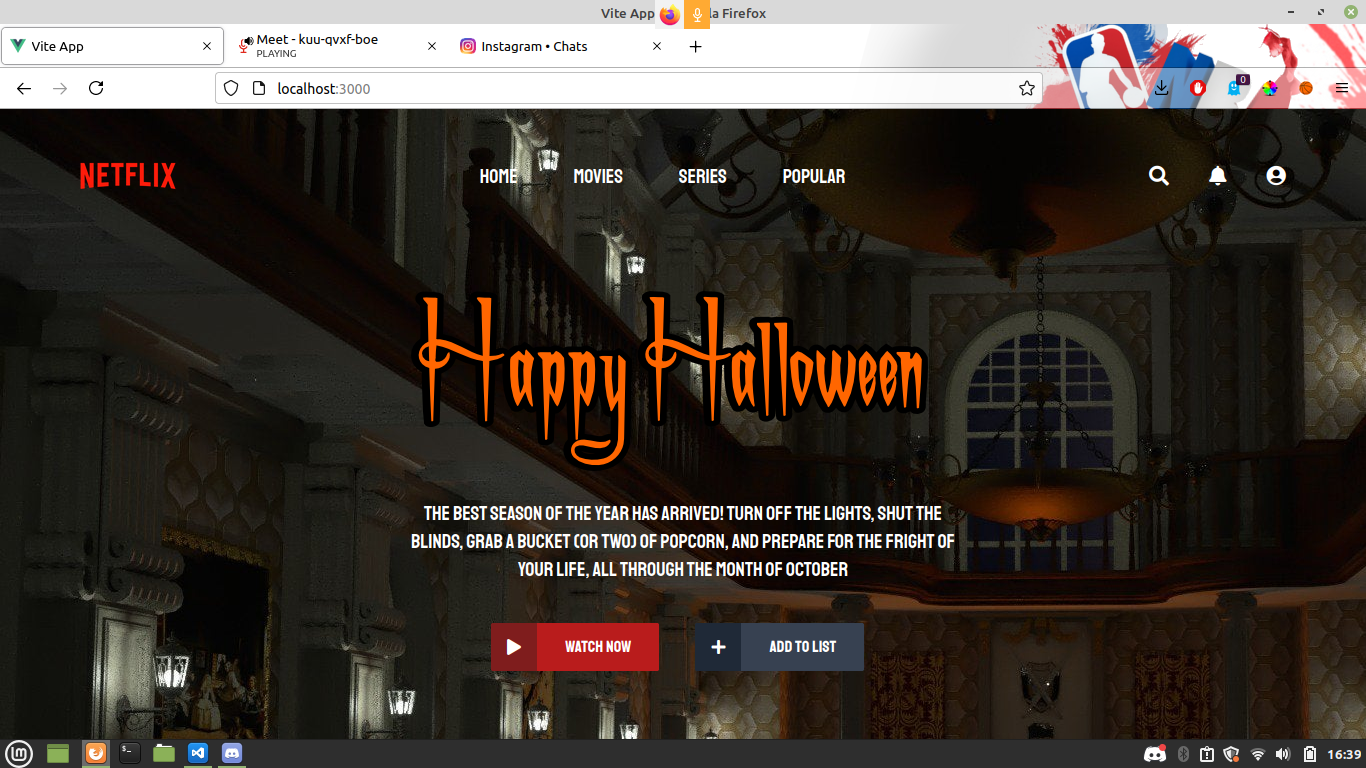 Vite App
la Firefox
Vite App
Meet - kuu-qvxf-boe
PLAYING
Instagram • Chats
localhost:3000
0
NETFLIX
HOME
MOVIES
SERIES
POPULAR
Happy Halloween
THE BEST SEASON OF THE YEAR HAS ARRIVED! TURN OFF THE LIGHTS, SHUT THE
BLINDS, GRAB A BUCKET (OR TWO) OF POPCORN, AND PREPARE FOR THE FRIGHT OF
YOUR LIFE, ALL THROUGH THE MONTH OF OCTOBER
WATCH NOW
ADD TO LIST
16:39